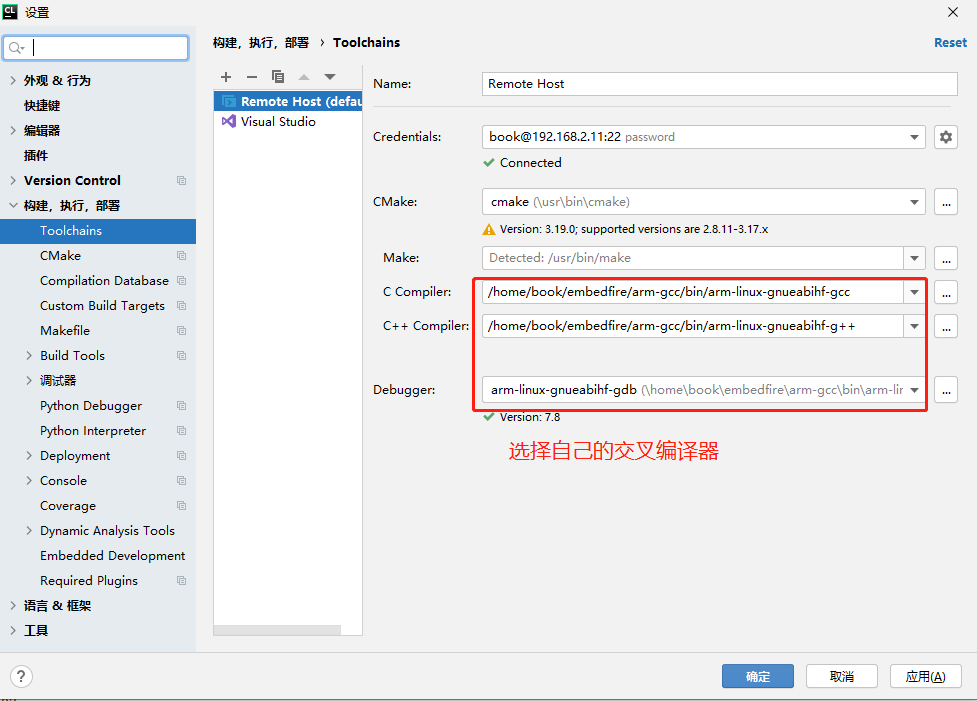 CL 设置
构建，执行，部署 › Toolchains
Reset
外观 & 行为
快捷键
编辑器
插件
Version Control
构建，执行，部署
Toolchains
CMake
Compilation Database
Custom Build Targets
Makefile
Build Tools
调试器
Python Debugger
Python Interpreter
Deployment
Console
Coverage
Dynamic Analysis Tools
Embedded Development
Required Plugins
语言 & 框架
工具
Remote Host (defau
Visual Studio
Name: Remote Host
Credentials: book@192.168.2.11:22 password
Connected
CMake: cmake (\usr\bin\cmake) ...
Version: 3.19.0; supported versions are 2.8.11-3.17.x
Make: Detected: /usr/bin/make ...
C Compiler: /home/book/embedfire/arm-gcc/bin/arm-linux-gnueabihf-gcc ...
C++ Compiler: /home/book/embedfire/arm-gcc/bin/arm-linux-gnueabihf-g++ ...
Debugger: arm-linux-gnueabihf-gdb (\home\book\embedfire\arm-gcc\bin\arm-lir ...
Version: 7.8
选择自己的交叉编译器
? 确定 取消 应用(A)